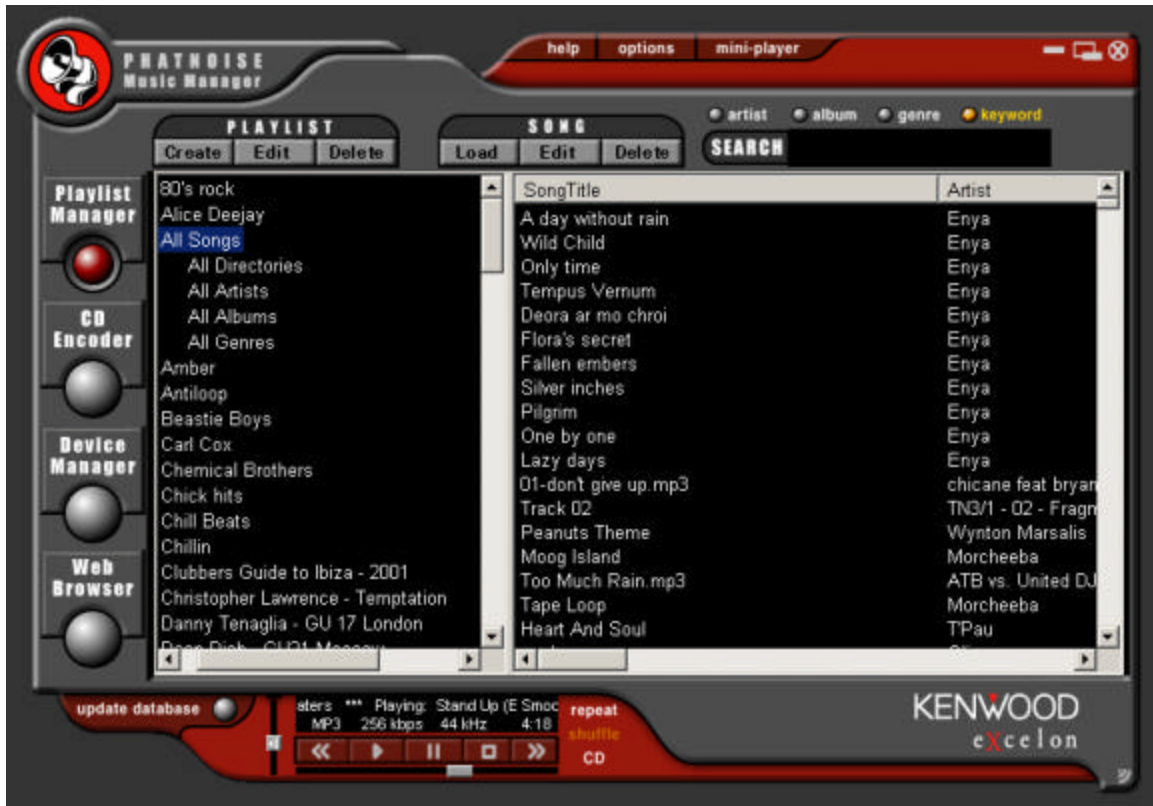 PHATNOISE
Music Manager
help options mini-player
artist album genre keyword
PLAYLIST
Create Edit Delete
SONG
Load Edit Delete
SEARCH
Playlist
Manager
CD
Encoder
Device
Manager
Web
Browser
80's rock
Alice Deejay
All Songs
All Directories
All Artists
All Albums
All Genres
Amber
Antiloop
Beastie Boys
Carl Cox
Chemical Brothers
Chick hits
Chill Beats
Chillin
Clubbers Guide to Ibiza - 2001
Christopher Lawrence - Temptation
Danny Tenaglia - GU 17 London
SongTitle Artist
A day without rain Enya
Wild Child Enya
Only time Enya
Tempus Vernum Enya
Deora ar mo chroi Enya
Flora's secret Enya
Fallen embers Enya
Silver inches Enya
Pilgrim Enya
One by one Enya
Lazy days Enya
01-don't give up.mp3 chicane feat bryan
Track 02 TN3/1 - 02 - Fragm
Peanuts Theme Wynton Marsalis
Moog Island Morcheeba
Too Much Rain.mp3 ATB vs. United DJ
Tape Loop Morcheeba
Heart And Soul T'Pau
update database
aters *** Playing: Stand Up (E Smoc
MP3 256 kbps 44 kHz 4:18
repeat
shuffle
CD
KENWOOD
eXcelon